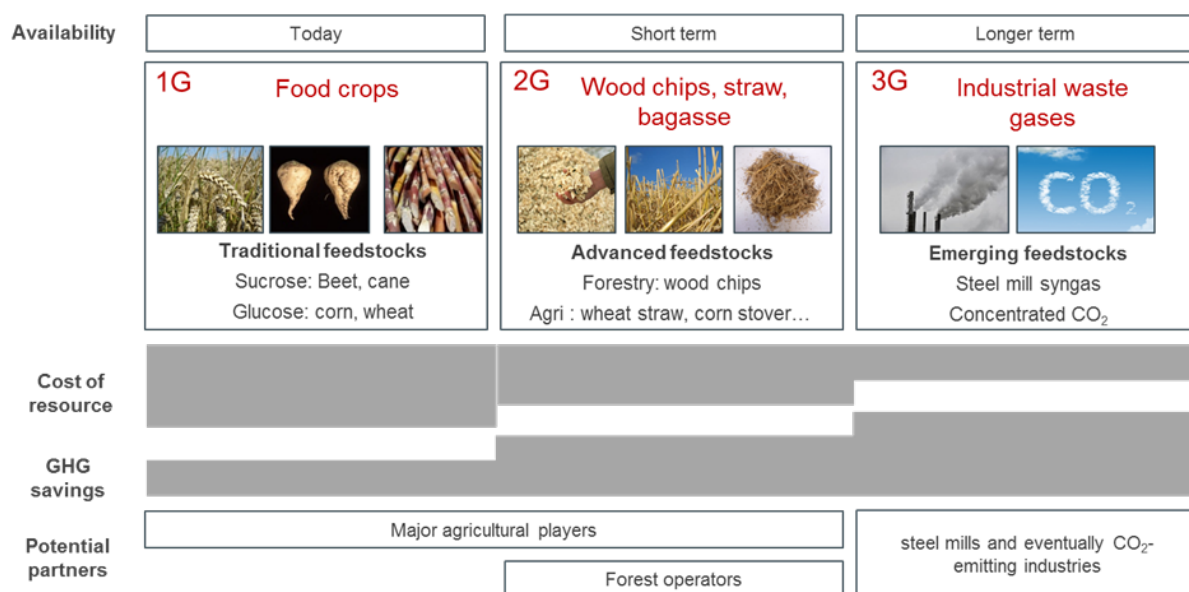 Availability
Today
Short term
Longer term
1G
Food crops
2G
Wood chips, straw,
bagasse
3G
Industrial waste
gases
CO₂
Traditional feedstocks
Sucrose: Beet, cane
Glucose: corn, wheat
Advanced feedstocks
Forestry: wood chips
Agri : wheat straw, corn stover…
Emerging feedstocks
Steel mill syngas
Concentrated CO₂
Cost of
resource
GHG
savings
Potential
partners
Major agricultural players
Forest operators
steel mills and eventually CO₂-
emitting industries